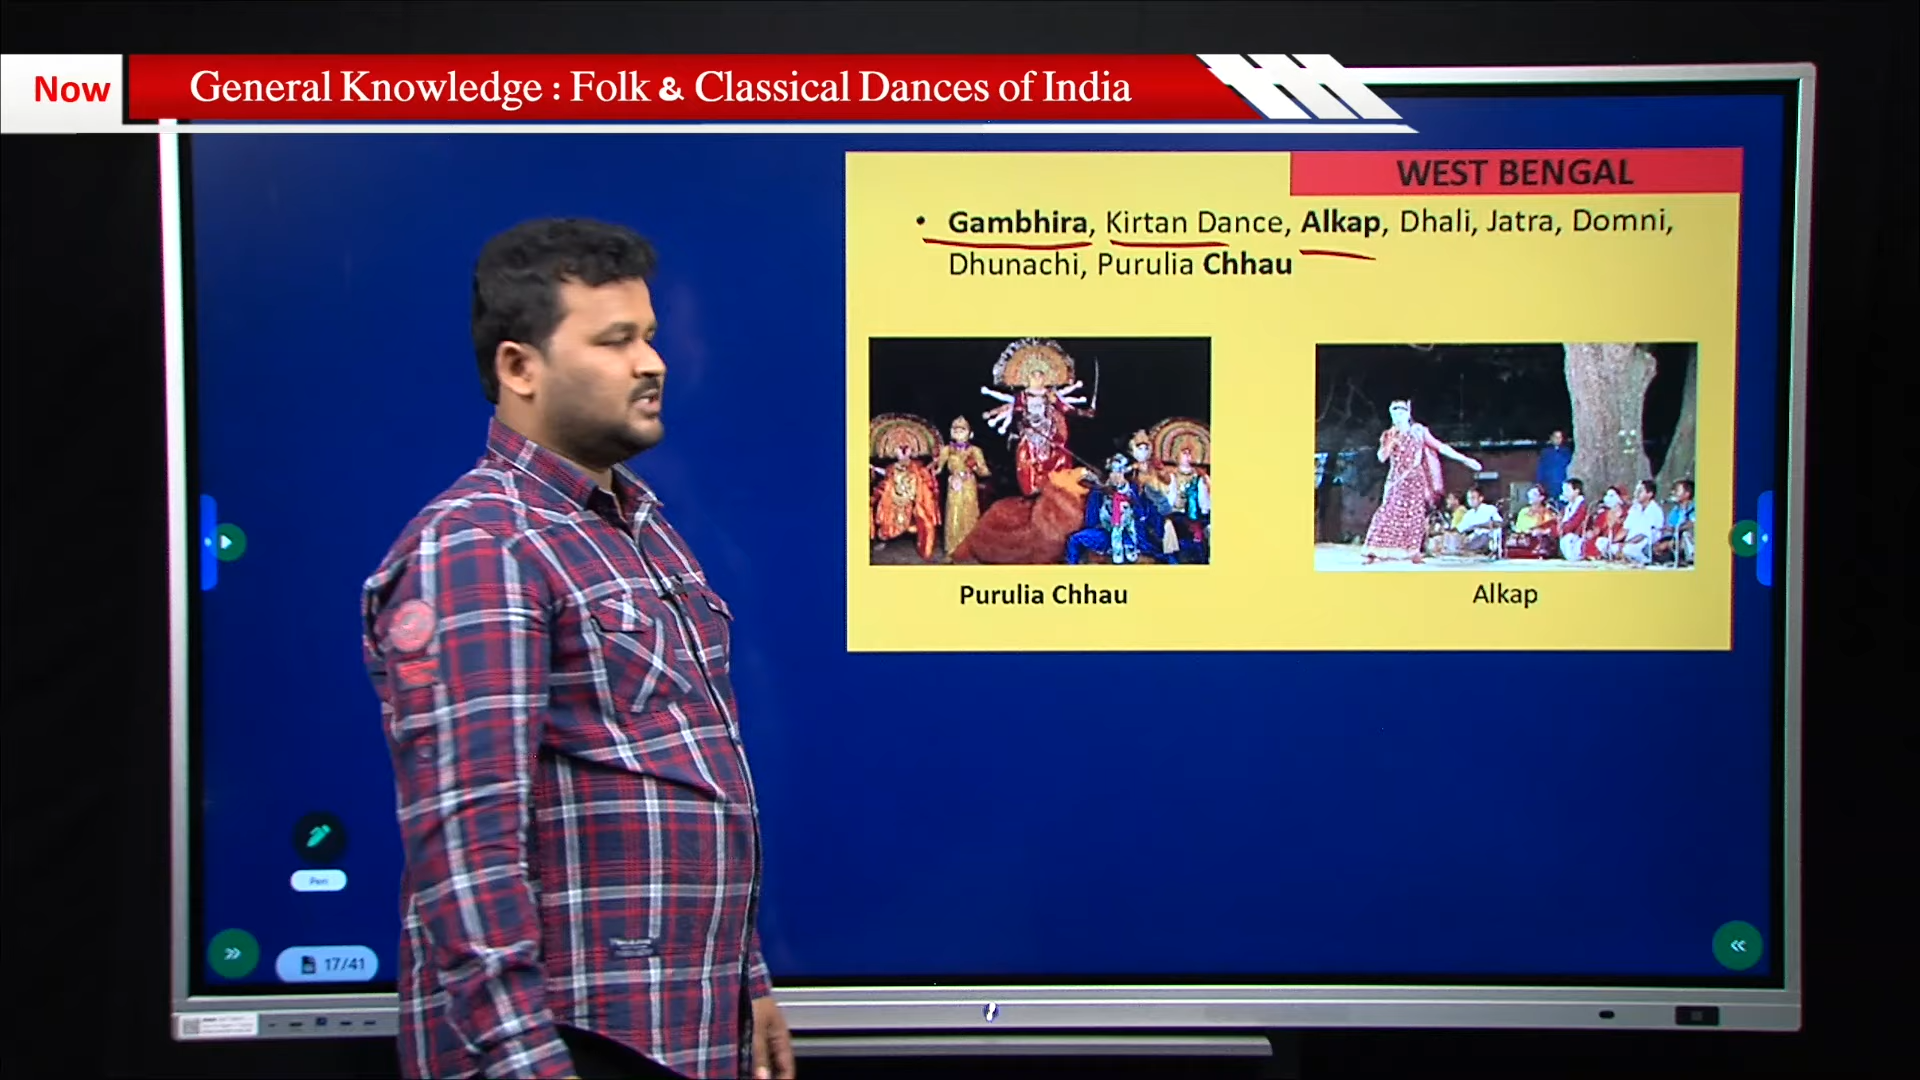 Now
General Knowledge : Folk & Classical Dances of India
WEST BENGAL
• Gambhira, Kirtan Dance, Alkap, Dhali, Jatra, Domni,
Dhunachi, Purulia Chhau
Purulia Chhau
Alkap
Pen
17/41